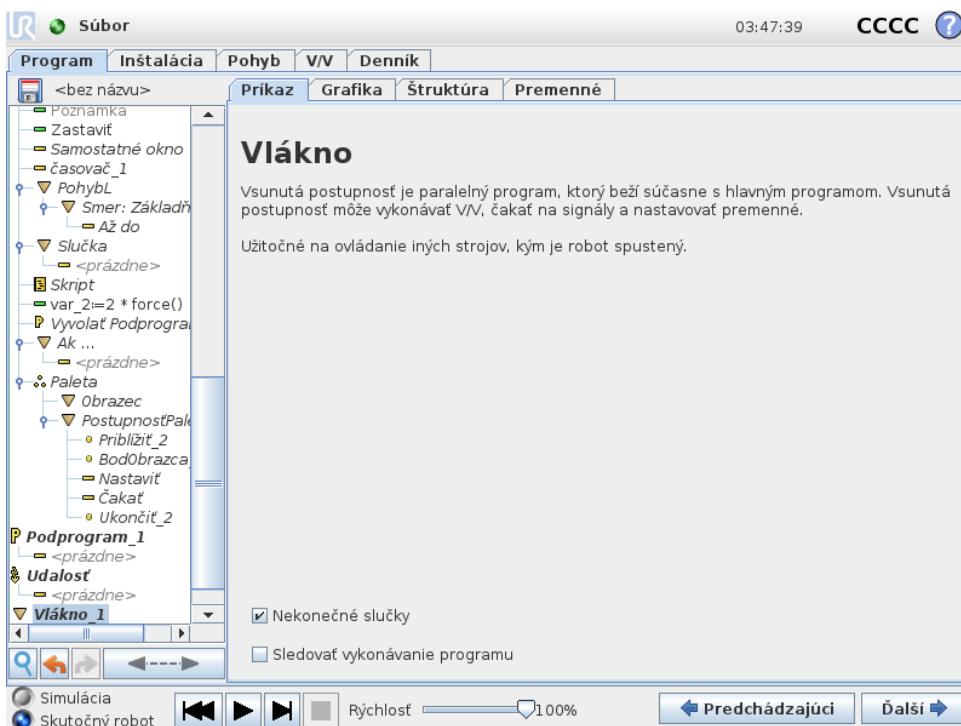 UR Súbor 03:47:39 CCCC ?
Program Inštalácia Pohyb V/V Denník
<bez názvu> Príkaz Grafika Štruktúra Premenné
Poznámka
Zastaviť
Samostatné okno
časovač_1
PohybL
Smer: Základň
Až do
Slučka
<prázdne>
Skript
var_2:=2 * force()
Vyvolať Podprogra
Ak ...
<prázdne>
Paleta
Obrazec
PostupnosťPale
Priblížiť_2
BodObrazca
Nastaviť
Čakať
Ukončiť_2
P Podprogram_1
<prázdne>
Udalosť
<prázdne>
Vlákno_1
Vlákno
Vsunutá postupnosť je paralelný program, ktorý beží súčasne s hlavným programom. Vsunutá
postupnosť môže vykonávať V/V, čakať na signály a nastavovať premenné.
Užitočné na ovládanie iných strojov, kým je robot spustený.
Nekonečné slučky
Sledovať vykonávanie programu
Simulácia
Skutočný robot
Rýchlosť 100%
Predchádzajúci Ďalší